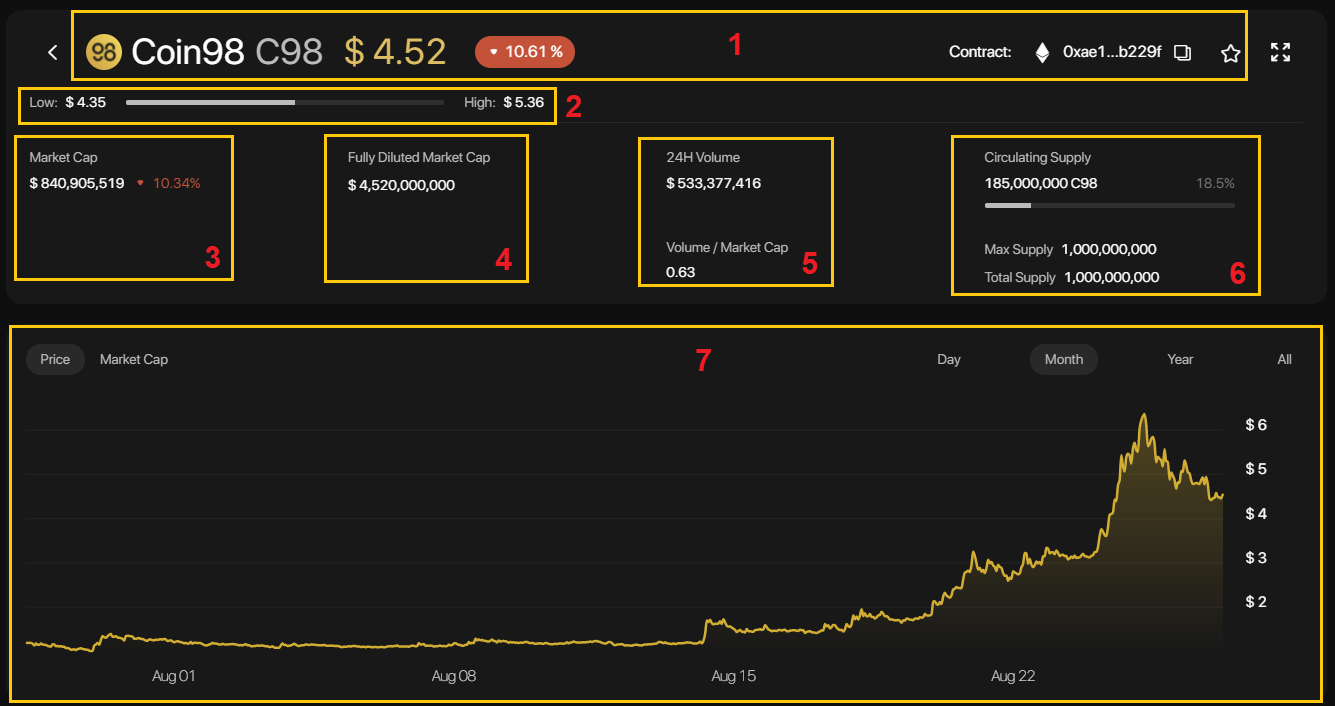 98 Coin98 C98 $ 4.52 10.61 % 1 Contract: 0xae1...b229f
Low: $ 4.35 High: $ 5.36 2
Market Cap
$ 840,905,519 10.34%
3
Fully Diluted Market Cap
$ 4,520,000,000
4
24H Volume
$ 533,377,416
Volume / Market Cap
0.63
5
Circulating Supply
185,000,000 C98 18.5%
Max Supply 1,000,000,000
Total Supply 1,000,000,000
6
Price Market Cap 7 Day Month Year All
$ 6
$ 5
$ 4
$ 3
$ 2
Aug 01 Aug 08 Aug 15 Aug 22